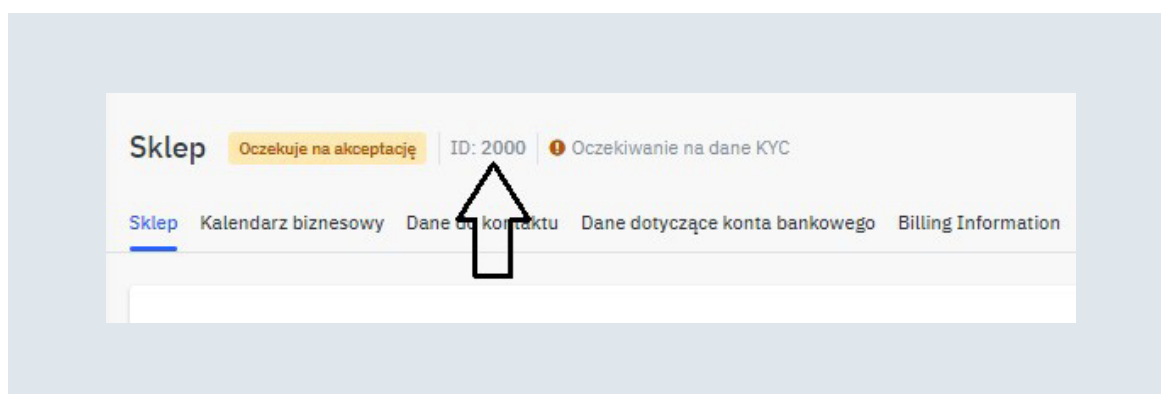 Sklep Oczekuje na akceptację ID: 2000 Oczekiwanie na dane KYC
Sklep Kalendarz biznesowy Dane do kontaktu Dane dotyczące konta bankowego Billing Information